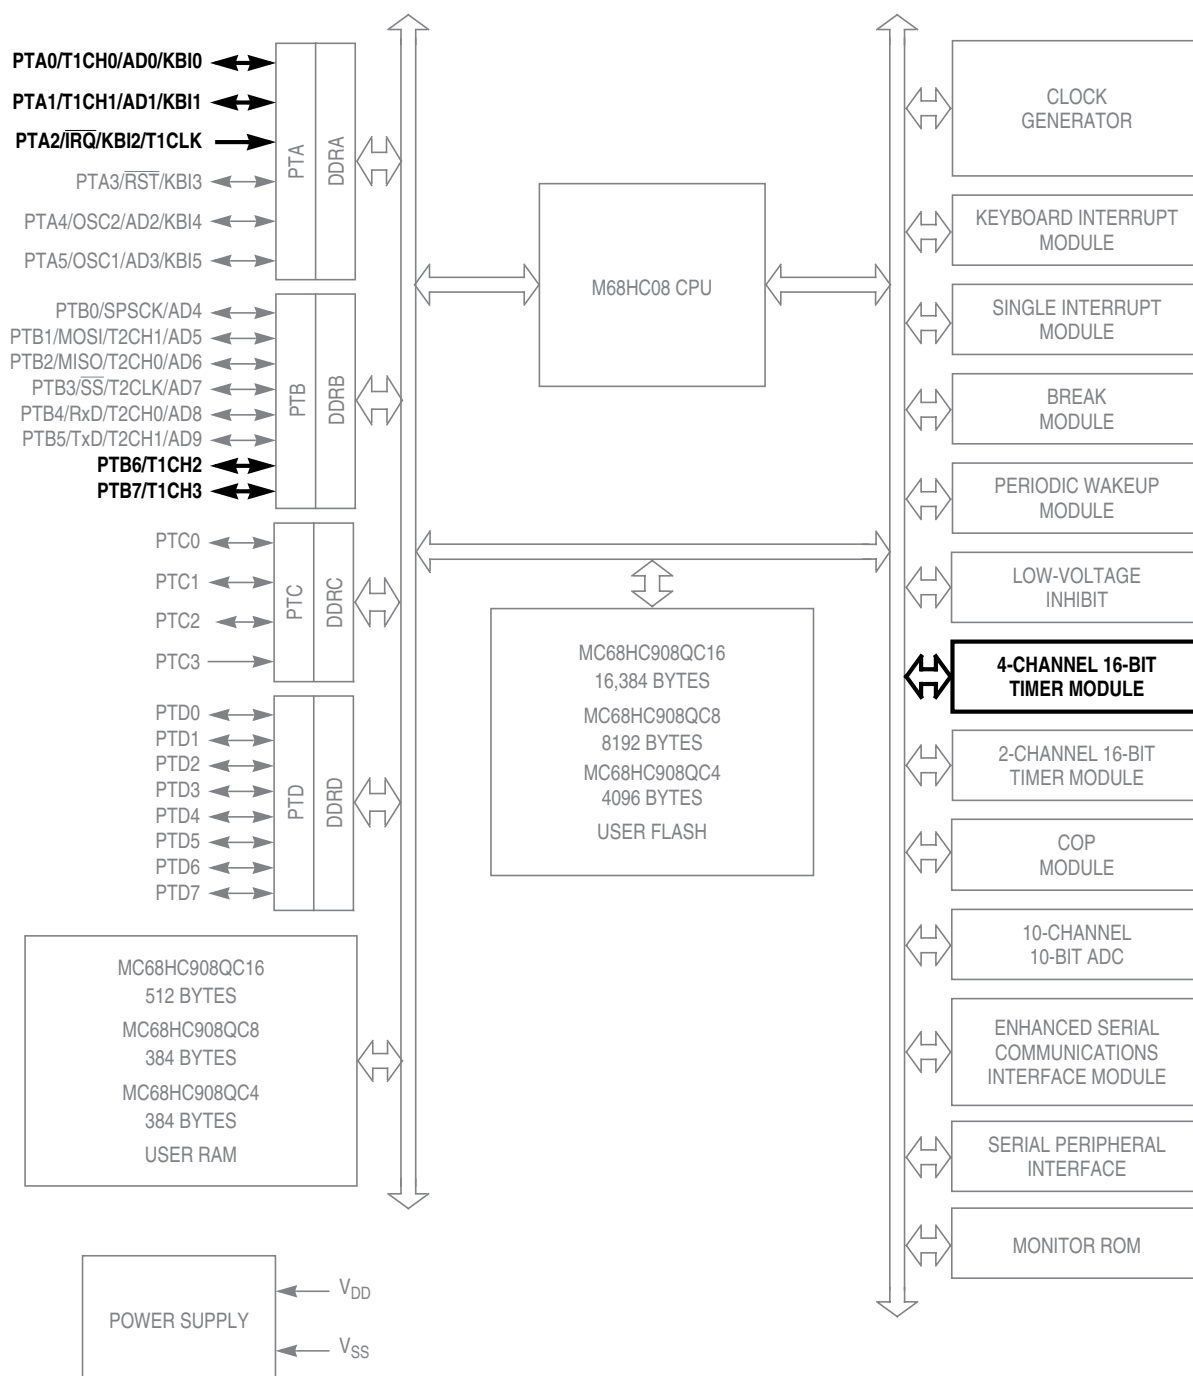 PTA0/T1CH0/AD0/KBI0
PTA1/T1CH1/AD1/KBI1
PTA2/IRQ/KBI2/T1CLK
PTA3/RST/KBI3
PTA4/OSC2/AD2/KBI4
PTA5/OSC1/AD3/KBI5
PTA
DDRA
PTB0/SPSCK/AD4
PTB1/MOSI/T2CH1/AD5
PTB2/MISO/T2CH0/AD6
PTB3/SS/T2CLK/AD7
PTB4/RxD/T2CH0/AD8
PTB5/TxD/T2CH1/AD9
PTB6/T1CH2
PTB7/T1CH3
PTB
DDRB
PTC0
PTC1
PTC2
PTC3
PTC
DDRC
PTD0
PTD1
PTD2
PTD3
PTD4
PTD5
PTD6
PTD7
PTD
DDRD
MC68HC908QC16
512 BYTES
MC68HC908QC8
384 BYTES
MC68HC908QC4
384 BYTES
USER RAM
POWER SUPPLY
VDD
VSS
M68HC08 CPU
MC68HC908QC16
16,384 BYTES
MC68HC908QC8
8192 BYTES
MC68HC908QC4
4096 BYTES
USER FLASH
CLOCK
GENERATOR
KEYBOARD INTERRUPT
MODULE
SINGLE INTERRUPT
MODULE
BREAK
MODULE
PERIODIC WAKEUP
MODULE
LOW-VOLTAGE
INHIBIT
4-CHANNEL 16-BIT
TIMER MODULE
2-CHANNEL 16-BIT
TIMER MODULE
COP
MODULE
10-CHANNEL
10-BIT ADC
ENHANCED SERIAL
COMMUNICATIONS
INTERFACE MODULE
SERIAL PERIPHERAL
INTERFACE
MONITOR ROM